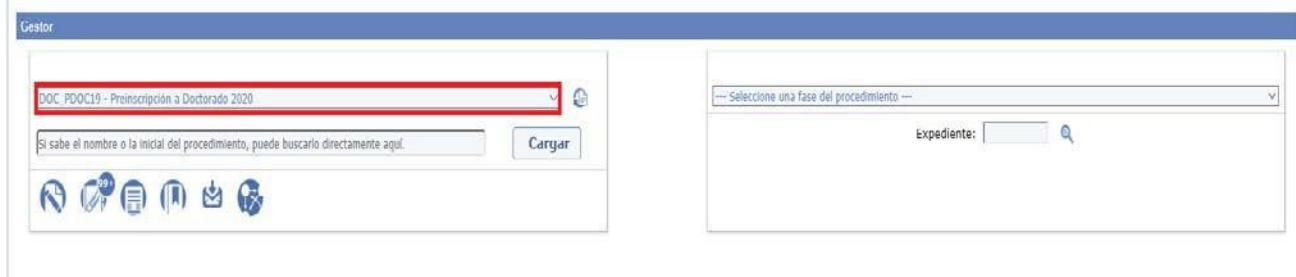 Gestor
DOC_PDOC19 - Preinscripción a Doctorado 2020
Si sabe el nombre o la inicial del procedimiento, puede buscarlo directamente aquí.
Cargar
99+
--- Seleccione una fase del procedimiento ---
Expediente: